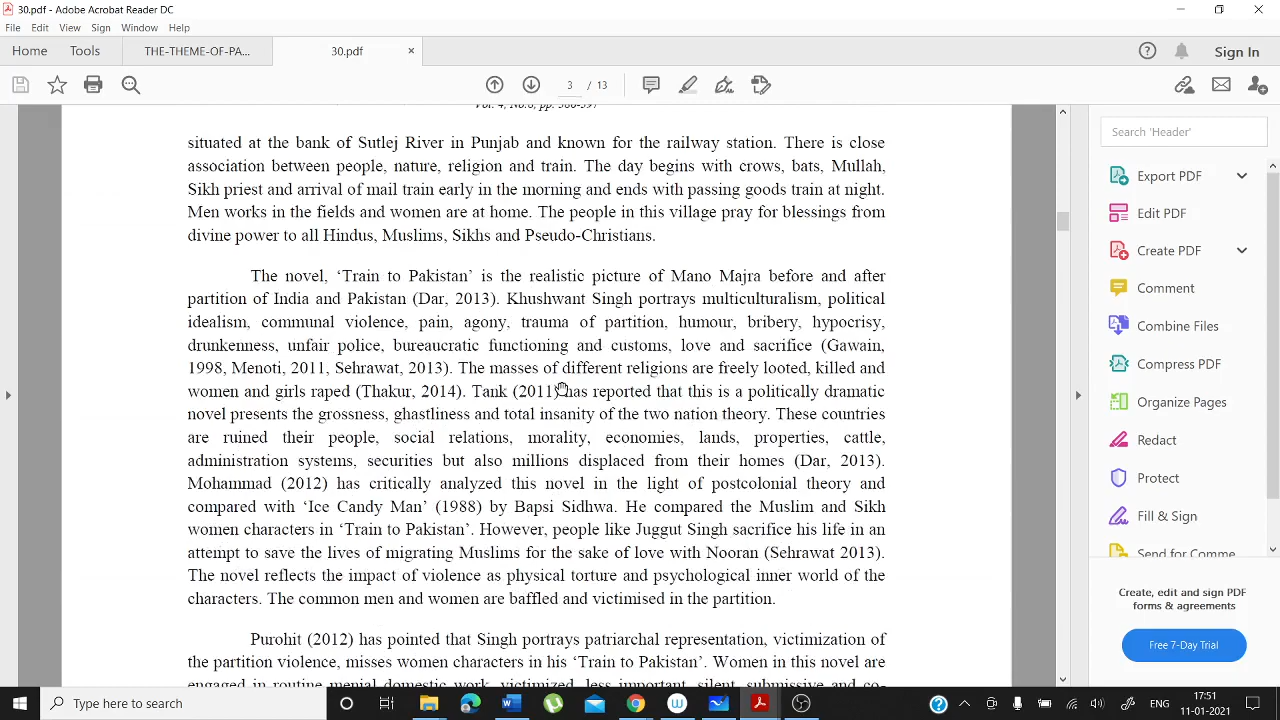 30.pdf - Adobe Acrobat Reader DC
File Edit View Sign Window Help
Home Tools THE-THEME-OF-PA... 30.pdf × Sign In
3 / 13
situated at the bank of Sutlej River in Punjab and known for the railway station. There is close
association between people, nature, religion and train. The day begins with crows, bats, Mullah,
Sikh priest and arrival of mail train early in the morning and ends with passing goods train at night.
Men works in the fields and women are at home. The people in this village pray for blessings from
divine power to all Hindus, Muslims, Sikhs and Pseudo-Christians.
The novel, ‘Train to Pakistan’ is the realistic picture of Mano Majra before and after
partition of India and Pakistan (Dar, 2013). Khushwant Singh portrays multiculturalism, political
idealism, communal violence, pain, agony, trauma of partition, humour, bribery, hypocrisy,
drunkenness, unfair police, bureaucratic functioning and customs, love and sacrifice (Gawain,
1998, Menoti, 2011, Sehrawat, 2013). The masses of different religions are freely looted, killed and
women and girls raped (Thakur, 2014). Tank (2011) has reported that this is a politically dramatic
novel presents the grossness, ghastliness and total insanity of the two nation theory. These countries
are ruined their people, social relations, morality, economies, lands, properties, cattle,
administration systems, securities but also millions displaced from their homes (Dar, 2013).
Mohammad (2012) has critically analyzed this novel in the light of postcolonial theory and
compared with ‘Ice Candy Man’ (1988) by Bapsi Sidhwa. He compared the Muslim and Sikh
women characters in ‘Train to Pakistan’. However, people like Juggut Singh sacrifice his life in an
attempt to save the lives of migrating Muslims for the sake of love with Nooran (Sehrawat 2013).
The novel reflects the impact of violence as physical torture and psychological inner world of the
characters. The common men and women are baffled and victimised in the partition.
Purohit (2012) has pointed that Singh portrays patriarchal representation, victimization of
the partition violence, misses women characters in his ‘Train to Pakistan’. Women in this novel are
engaged in routine menial domestic work, victimized, less important, silent, submissive and co-
Search 'Header'
Export PDF
Edit PDF
Create PDF
Comment
Combine Files
Compress PDF
Organize Pages
Redact
Protect
Fill & Sign
Send for Comme
Create, edit and sign PDF
forms & agreements
Free 7-Day Trial
Type here to search
ENG
17:51
11-01-2021